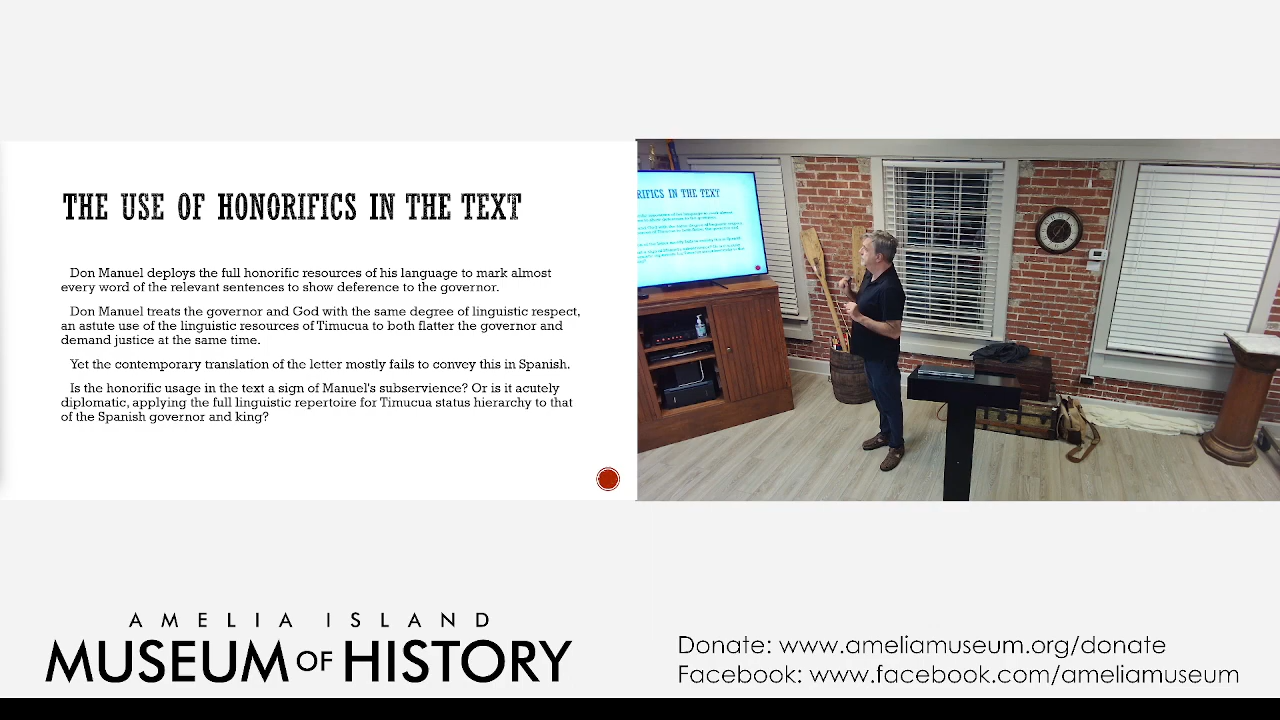 THE USE OF HONORIFICS IN THE TEXT
Don Manuel deploys the full honorific resources of his language to mark almost
every word of the relevant sentences to show deference to the governor.
Don Manuel treats the governor and God with the same degree of linguistic respect,
an astute use of the linguistic resources of Timucua to both flatter the governor and
demand justice at the same time.
Yet the contemporary translation of the letter mostly fails to convey this in Spanish.
Is the honorific usage in the text a sign of Manuel's subservience? Or is it acutely
diplomatic, applying the full linguistic repertoire for Timucua status hierarchy to that
of the Spanish governor and king?
RIFICS IN THE TEXT
AMELIA ISLAND
MUSEUM OF HISTORY
Donate: www.ameliamuseum.org/donate
Facebook: www.facebook.com/ameliamuseum